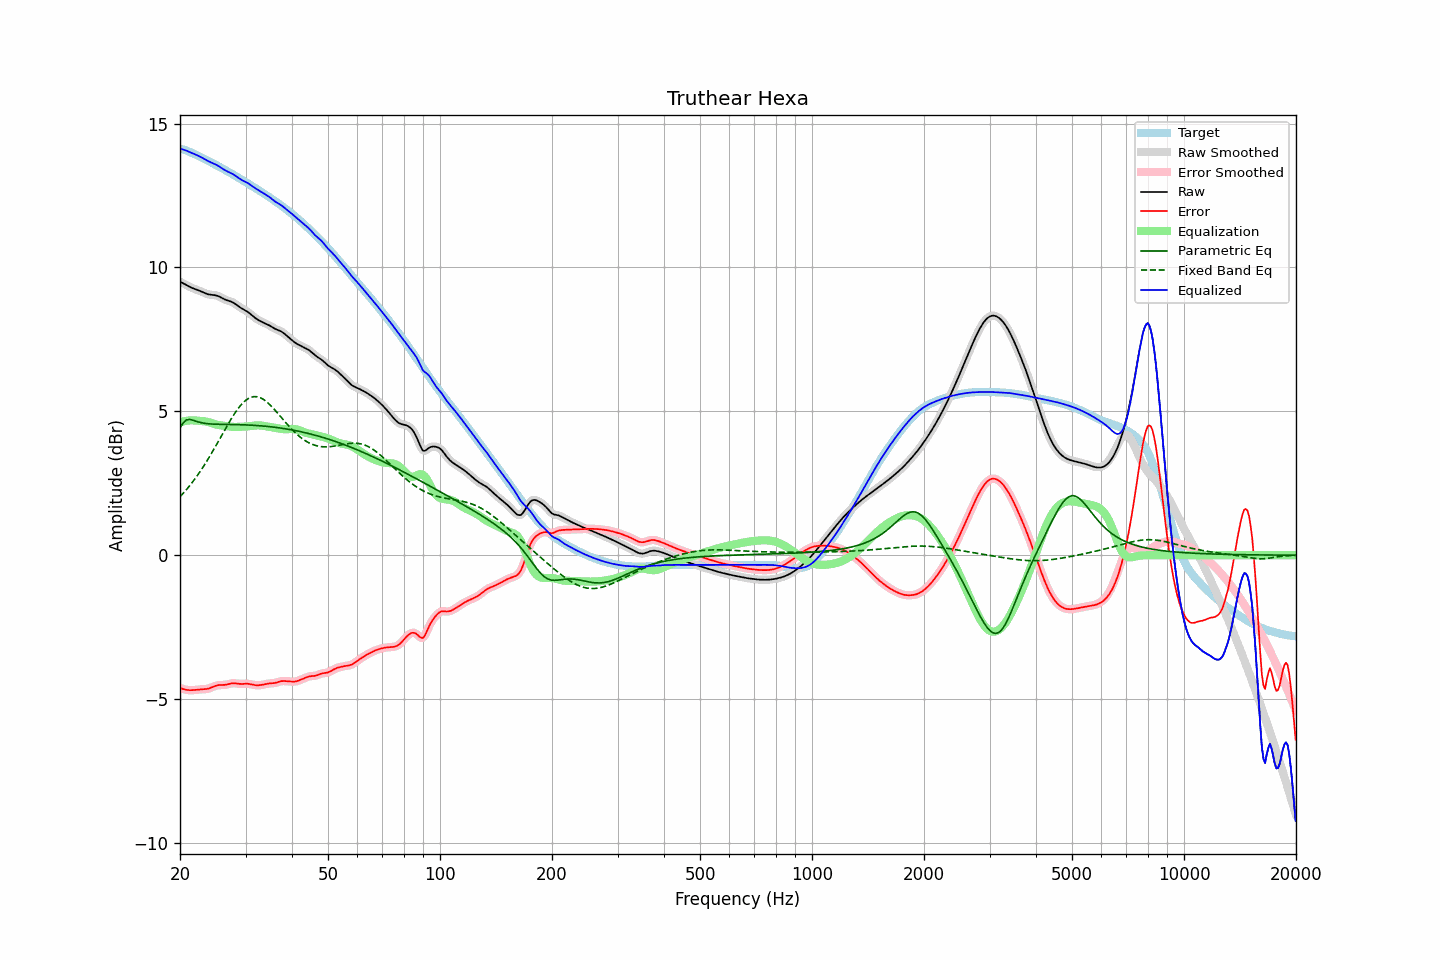 Truthear Hexa
Amplitude (dBr)
15
10
5
0
−5
−10
Target
Raw Smoothed
Error Smoothed
Raw
Error
Equalization
Parametric Eq
Fixed Band Eq
Equalized
20 50 100 200 500 1000 2000 5000 10000 20000
Frequency (Hz)